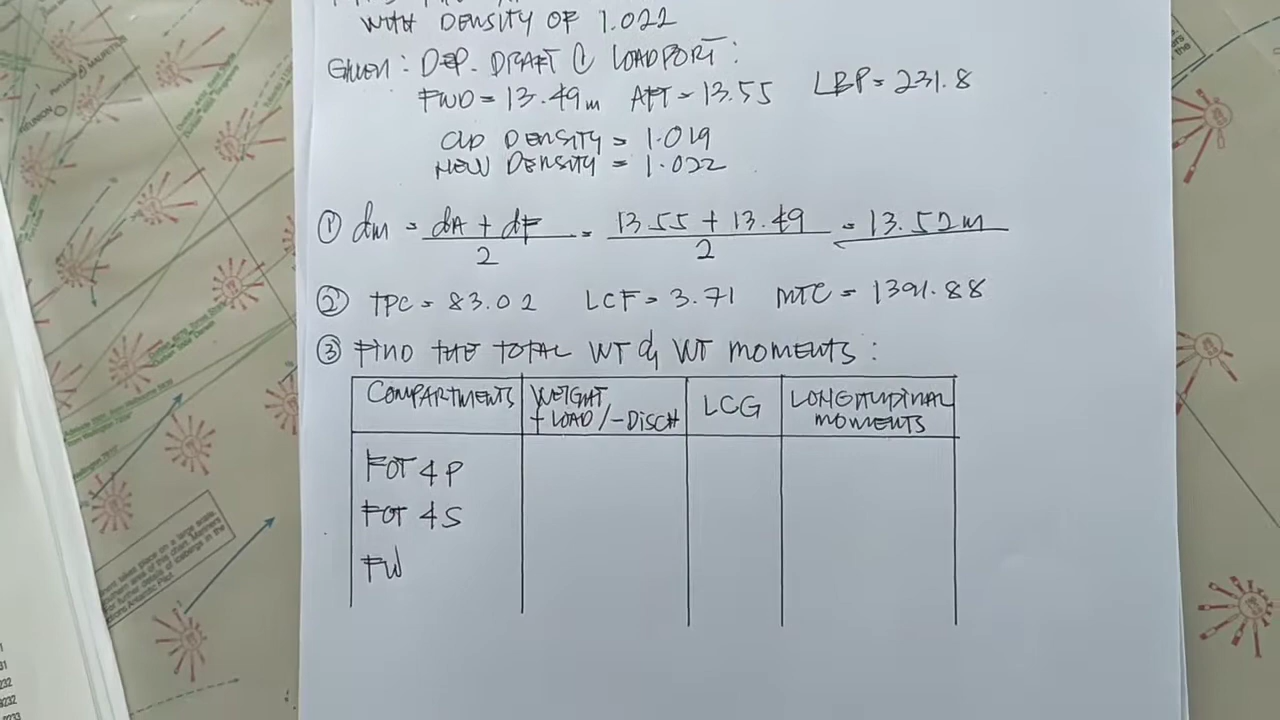 WITH DENSITY OF 1.022
GIVEN: DEP. DRAFT @ LOADPORT:
FWD = 13.49m AFT = 13.55 LBP = 231.8
OLD DENSITY = 1.019
NEW DENSITY = 1.022
① dm = dA + dF / 2 = 13.55 + 13.49 / 2 = 13.52m
② TPC = 83.02 LCF = 3.71 MTC = 1391.88
③ FIND THE TOTAL WT & WT MOMENTS:
COMPARTMENTS
WEIGHT
+ LOAD / - DISCH
LCG
LONGITUDINAL
MOMENTS
FOT 4P
FOT 4S
FW
REUNION
MAURITIUS